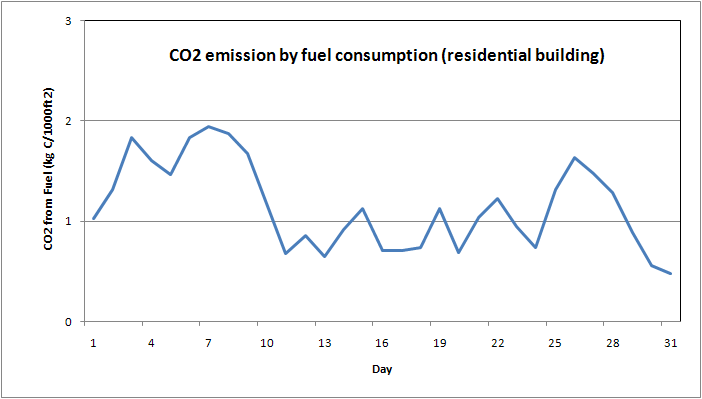 CO2 emission by fuel consumption (residential building)
CO2 from Fuel (kg C/1000ft2)
3
2
1
0
1 4 7 10 13 16 19 22 25 28 31
Day